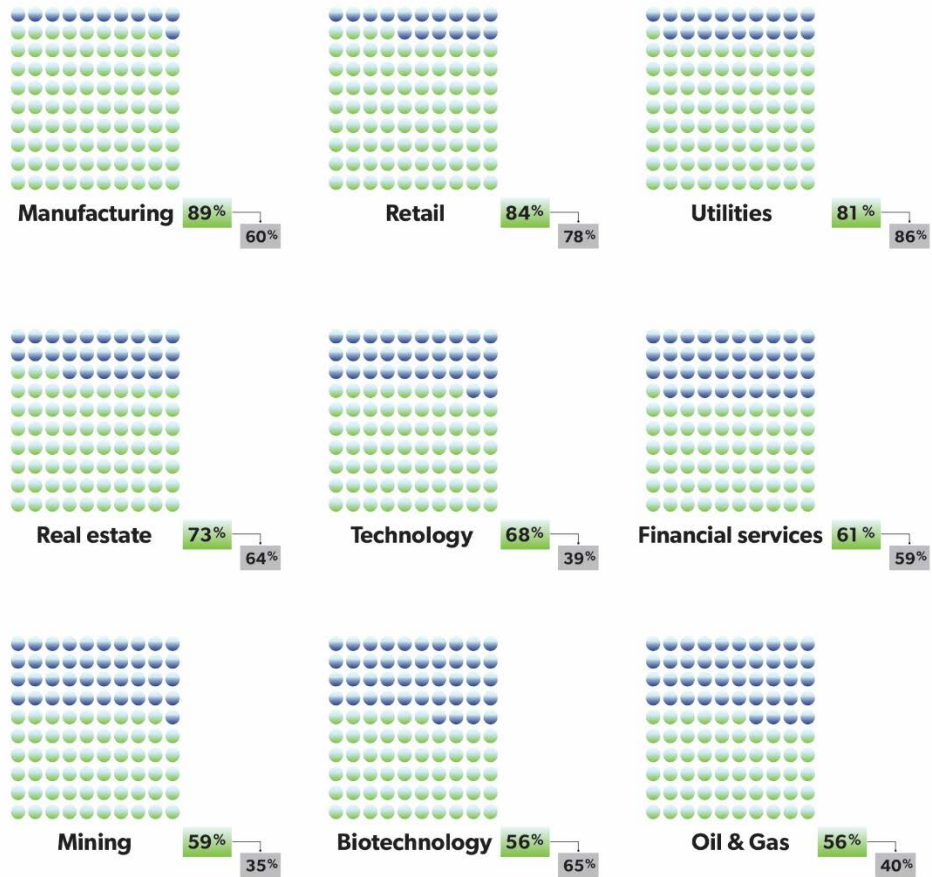 Manufacturing 89%
60%
Retail 84%
78%
Utilities 81%
86%
Real estate 73%
64%
Technology 68%
39%
Financial services 61%
59%
Mining 59%
35%
Biotechnology 56%
65%
Oil & Gas 56%
40%